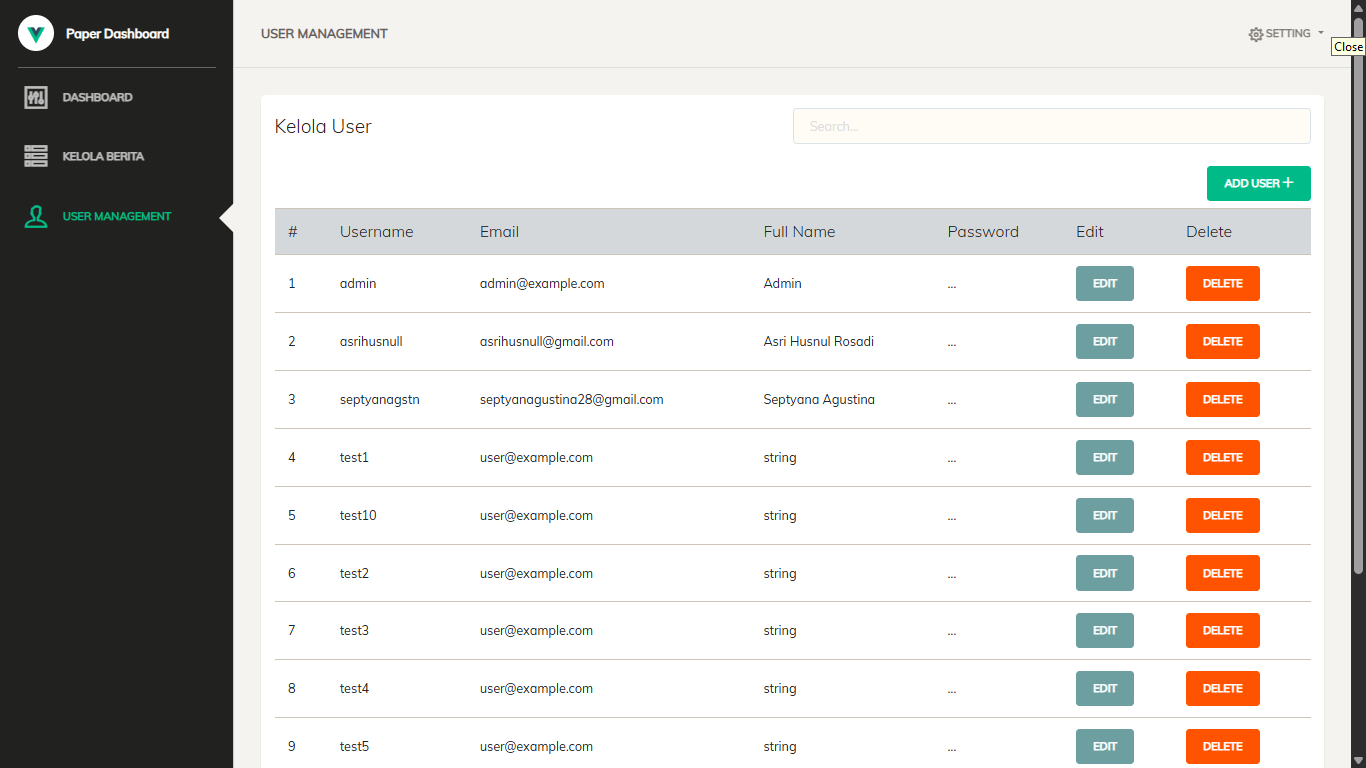 Paper Dashboard
USER MANAGEMENT
SETTING
Close
DASHBOARD
KELOLA BERITA
USER MANAGEMENT
Kelola User
Search...
ADD USER +
# Username Email Full Name Password Edit Delete
1 admin admin@example.com Admin ... EDIT DELETE
2 asrihusnull asrihusnull@gmail.com Asri Husnul Rosadi ... EDIT DELETE
3 septyanagstn septyanagustina28@gmail.com Septyana Agustina ... EDIT DELETE
4 test1 user@example.com string ... EDIT DELETE
5 test10 user@example.com string ... EDIT DELETE
6 test2 user@example.com string ... EDIT DELETE
7 test3 user@example.com string ... EDIT DELETE
8 test4 user@example.com string ... EDIT DELETE
9 test5 user@example.com string ... EDIT DELETE